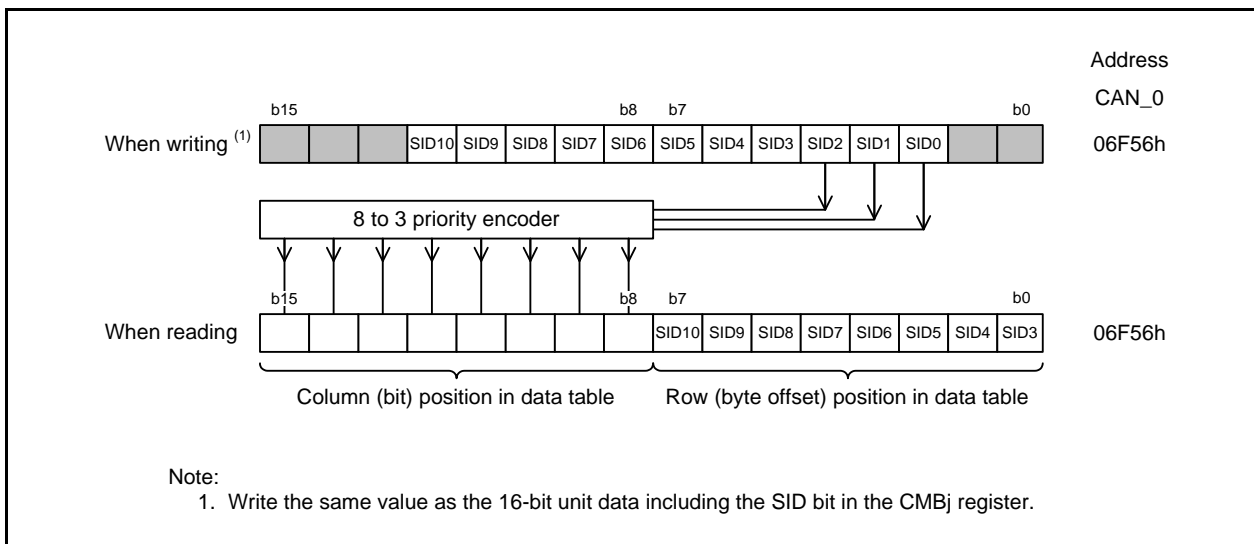 Address
CAN_0
b15 b8 b7 b0
When writing (1) SID10 SID9 SID8 SID7 SID6 SID5 SID4 SID3 SID2 SID1 SID0 06F56h
8 to 3 priority encoder
b15 b8 b7 b0
When reading SID10 SID9 SID8 SID7 SID6 SID5 SID4 SID3 06F56h
Column (bit) position in data table Row (byte offset) position in data table
Note:
1. Write the same value as the 16-bit unit data including the SID bit in the CMBj register.